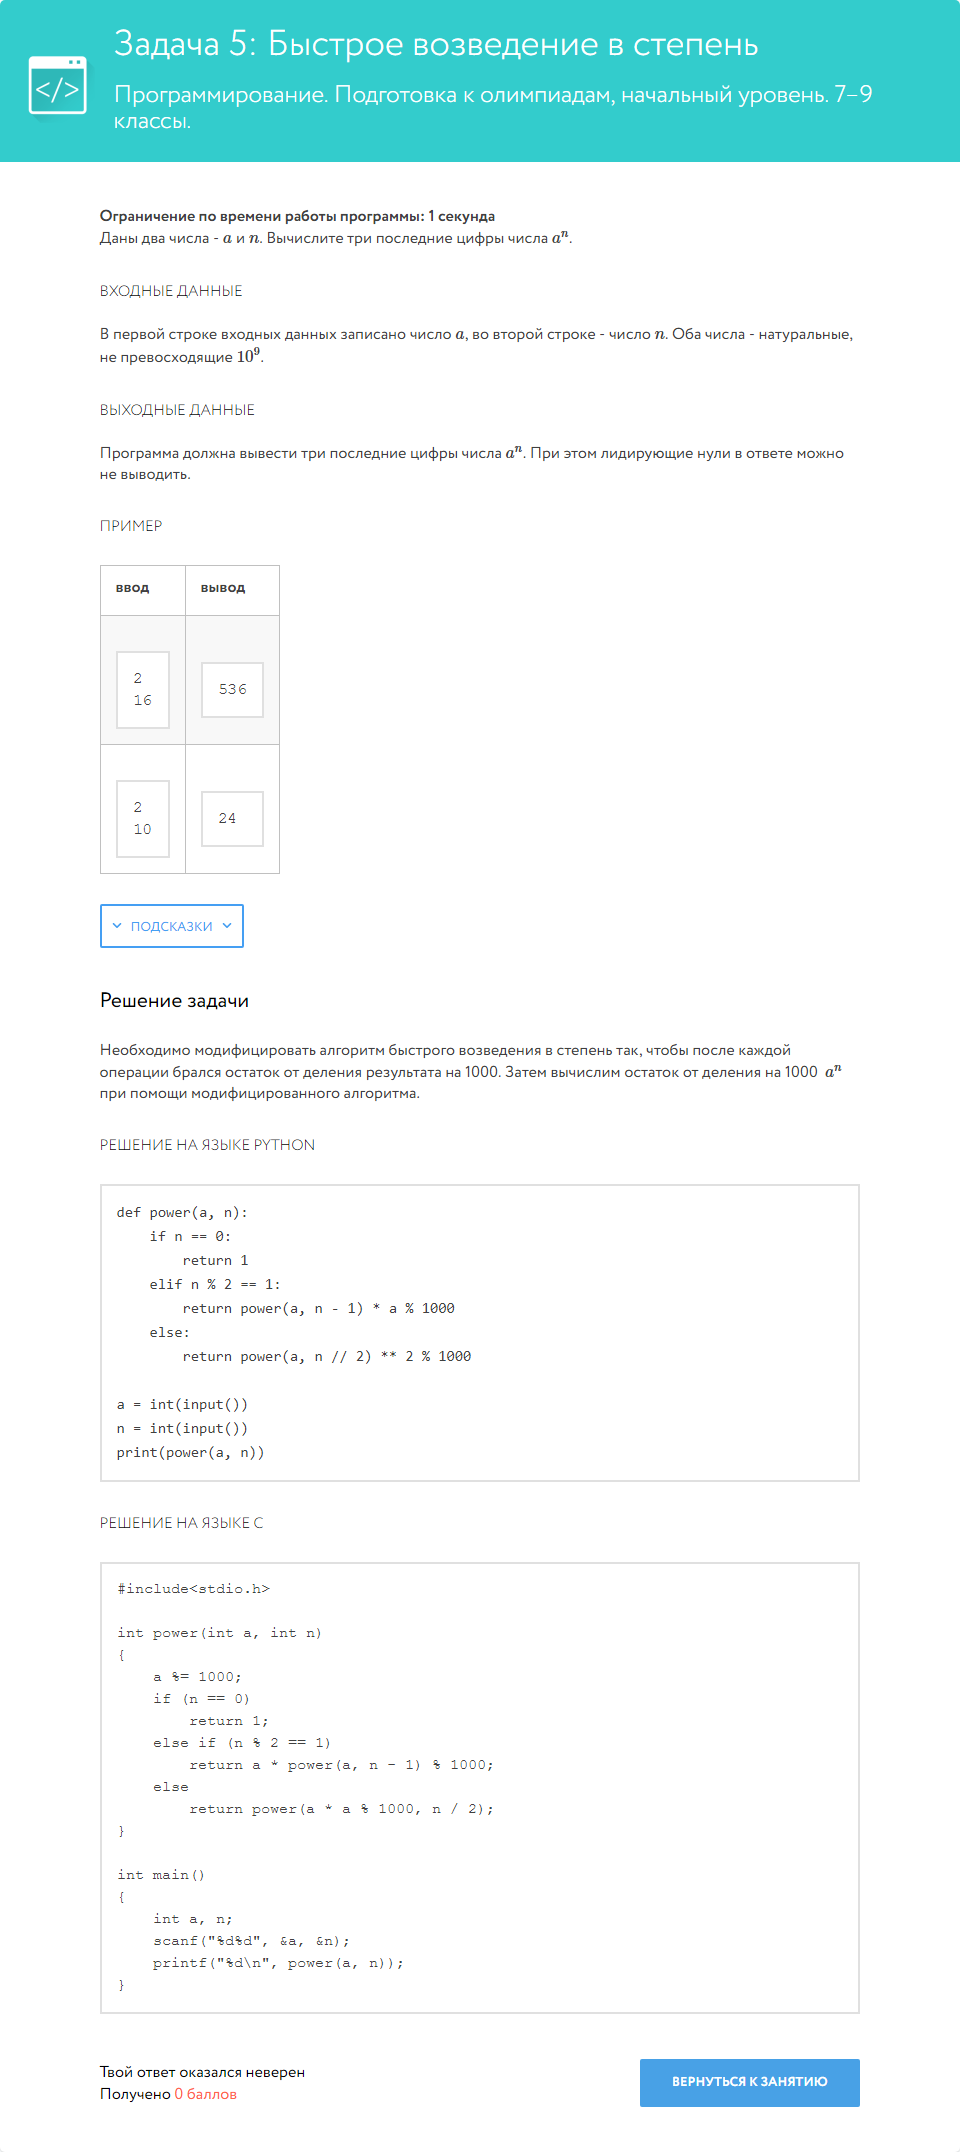 Задача 5: Быстрое возведение в степень
</>
Программирование. Подготовка к олимпиадам, начальный уровень. 7–9
классы.
Ограничение по времени работы программы: 1 секунда
Даны два числа - a и n. Вычислите три последние цифры числа aⁿ.
ВХОДНЫЕ ДАННЫЕ
В первой строке входных данных записано число a, во второй строке - число n. Оба числа - натуральные,
не превосходящие 10⁹.
ВЫХОДНЫЕ ДАННЫЕ
Программа должна вывести три последние цифры числа aⁿ. При этом лидирующие нули в ответе можно
не выводить.
ПРИМЕР
ввод вывод
2
16
536
2
10
24
ПОДСКАЗКИ
Решение задачи
Необходимо модифицировать алгоритм быстрого возведения в степень так, чтобы после каждой
операции брался остаток от деления результата на 1000. Затем вычислим остаток от деления на 1000 aⁿ
при помощи модифицированного алгоритма.
РЕШЕНИЕ НА ЯЗЫКЕ PYTHON
def power(a, n):
    if n == 0:
        return 1
    elif n % 2 == 1:
        return power(a, n - 1) * a % 1000
    else:
        return power(a, n // 2) ** 2 % 1000
a = int(input())
n = int(input())
print(power(a, n))
РЕШЕНИЕ НА ЯЗЫКЕ C
#include<stdio.h>
int power(int a, int n)
{
    a %= 1000;
    if (n == 0)
        return 1;
    else if (n % 2 == 1)
        return a * power(a, n - 1) % 1000;
    else
        return power(a * a % 1000, n / 2);
}
int main()
{
    int a, n;
    scanf("%d%d", &a, &n);
    printf("%d\n", power(a, n));
}
Твой ответ оказался неверен
Получено 0 баллов
ВЕРНУТЬСЯ К ЗАНЯТИЮ